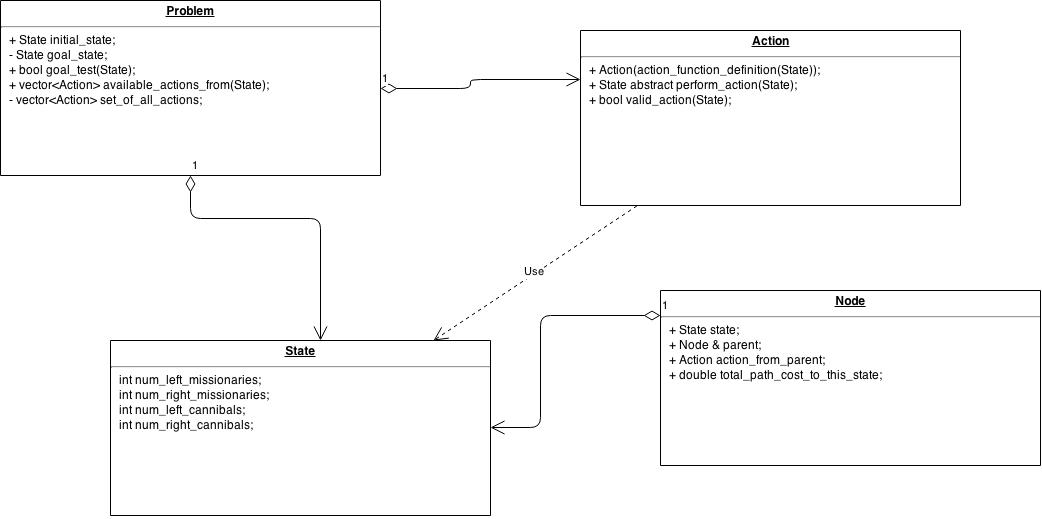 Problem
+ State initial_state;
- State goal_state;
+ bool goal_test(State);
+ vector<Action> available_actions_from(State);
- vector<Action> set_of_all_actions;
1
1
Action
+ Action(action_function_definition(State));
+ State abstract perform_action(State);
+ bool valid_action(State);
Use
State
int num_left_missionaries;
int num_right_missionaries;
int num_left_cannibals;
int num_right_cannibals;
1
Node
+ State state;
+ Node & parent;
+ Action action_from_parent;
+ double total_path_cost_to_this_state;